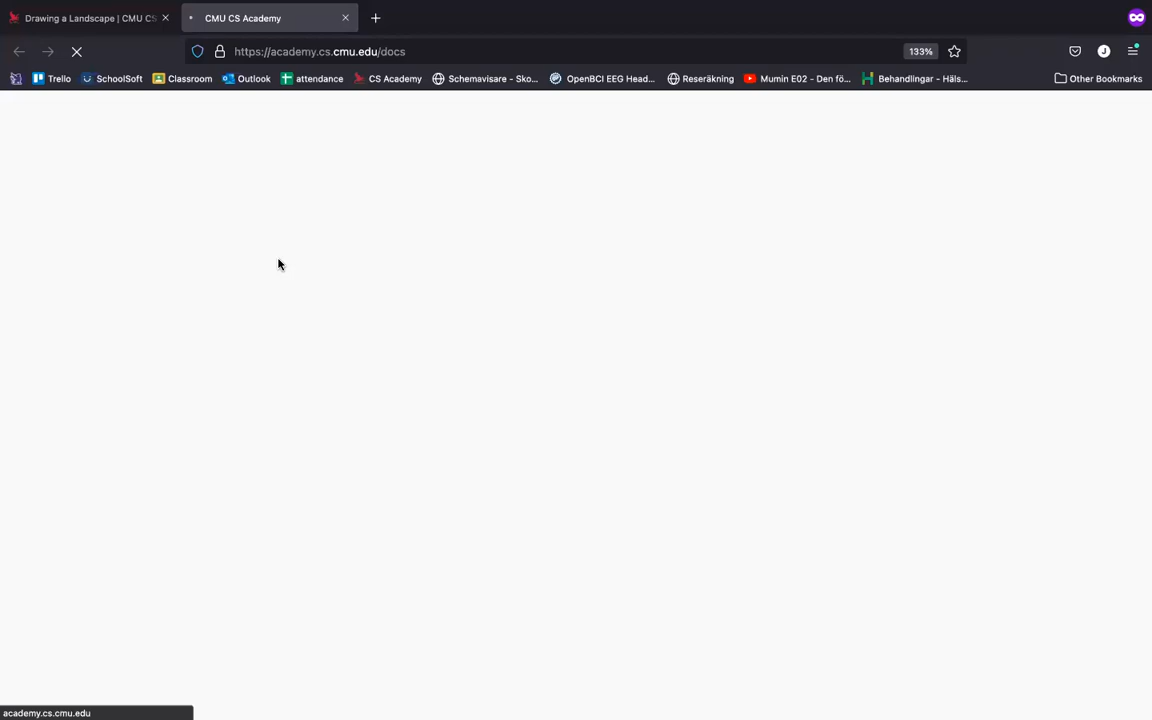 Drawing a Landscape | CMU CS
CMU CS Academy
https://academy.cs.cmu.edu/docs
133%
J
Trello
SchoolSoft
Classroom
Outlook
attendance
CS Academy
Schemavisare - Sko...
OpenBCI EEG Head...
Reseräkning
Mumin E02 - Den fö...
Behandlingar - Häls...
Other Bookmarks
academy.cs.cmu.edu